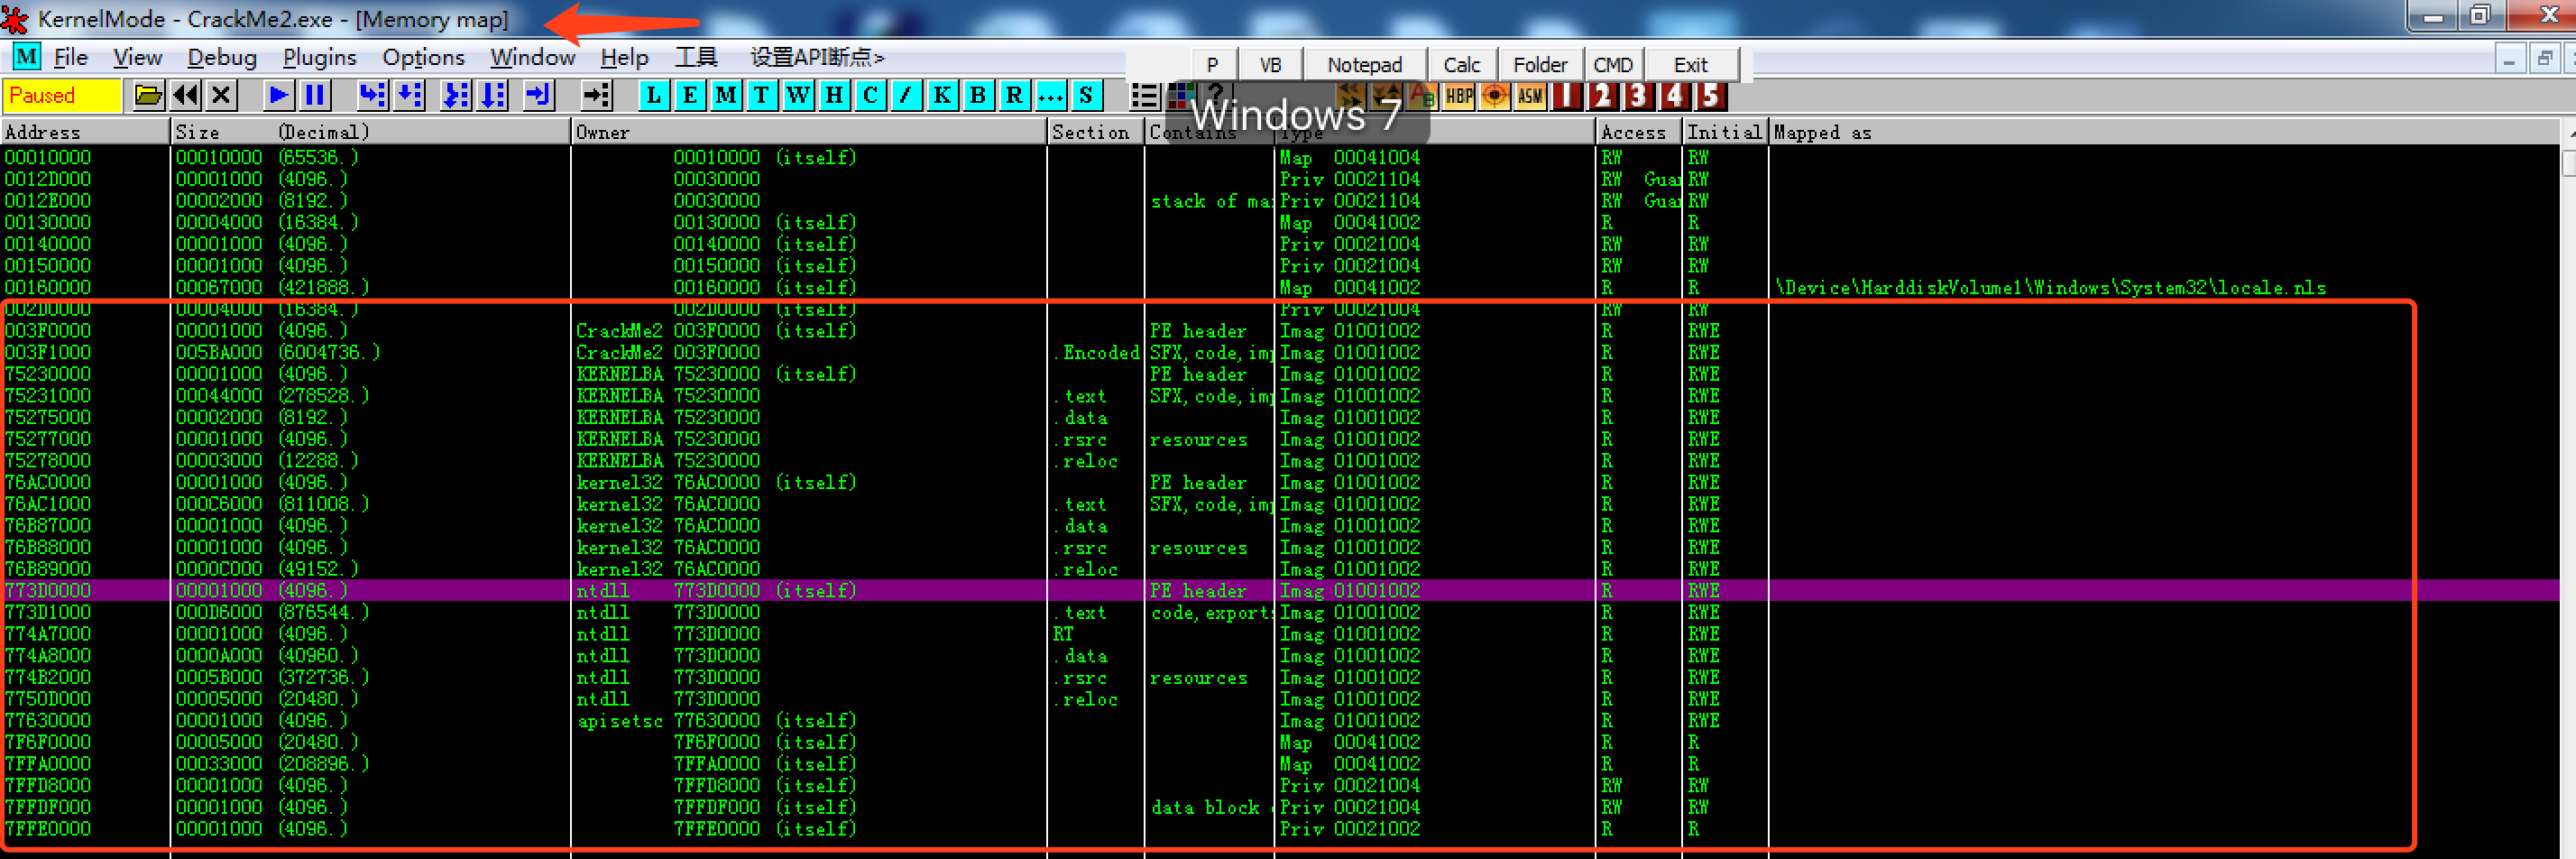 KernelMode - CrackMe2.exe - [Memory map]
M File View Debug Plugins Options Window Help 工具 设置API断点>
P VB Notepad Calc Folder CMD Exit
Paused L E M T W H C / K B R ... S ? HBP ASM 1 2 3 4 5
Windows 7
Address Size (Decimal) Owner Section Contains Type Access Initial Mapped as
00010000 00010000 (65536.) 00010000 (itself) Map 00041004 RW RW
0012D000 00001000 (4096.) 00030000 Priv 00021104 RW Guar RW
0012E000 00002000 (8192.) 00030000 stack of ma Priv 00021104 RW Guar RW
00130000 00004000 (16384.) 00130000 (itself) Map 00041002 R R
00140000 00001000 (4096.) 00140000 (itself) Priv 00021004 RW RW
00150000 00001000 (4096.) 00150000 (itself) Priv 00021004 RW RW
00160000 00067000 (421888.) 00160000 (itself) Map 00041002 R R \Device\HarddiskVolume1\Windows\System32\locale.nls
002D0000 00004000 (16384.) 002D0000 (itself) Priv 00021004 RW RW
003F0000 00001000 (4096.) CrackMe2 003F0000 (itself) PE header Imag 01001002 R RWE
003F1000 005BA000 (6004736.) CrackMe2 003F0000 .Encoded SFX,code,imp Imag 01001002 R RWE
75230000 00001000 (4096.) KERNELBA 75230000 (itself) PE header Imag 01001002 R RWE
75231000 00044000 (278528.) KERNELBA 75230000 .text SFX,code,imp Imag 01001002 R RWE
75275000 00002000 (8192.) KERNELBA 75230000 .data Imag 01001002 R RWE
75277000 00001000 (4096.) KERNELBA 75230000 .rsrc resources Imag 01001002 R RWE
75278000 00003000 (12288.) KERNELBA 75230000 .reloc Imag 01001002 R RWE
76AC0000 00001000 (4096.) kernel32 76AC0000 (itself) PE header Imag 01001002 R RWE
76AC1000 000C6000 (811008.) kernel32 76AC0000 .text SFX,code,imp Imag 01001002 R RWE
76B87000 00001000 (4096.) kernel32 76AC0000 .data Imag 01001002 R RWE
76B88000 00001000 (4096.) kernel32 76AC0000 .rsrc resources Imag 01001002 R RWE
76B89000 0000C000 (49152.) kernel32 76AC0000 .reloc Imag 01001002 R RWE
773D0000 00001000 (4096.) ntdll 773D0000 (itself) PE header Imag 01001002 R RWE
773D1000 000D6000 (876544.) ntdll 773D0000 .text code,exports Imag 01001002 R RWE
774A7000 00001000 (4096.) ntdll 773D0000 RT Imag 01001002 R RWE
774A8000 0000A000 (40960.) ntdll 773D0000 .data Imag 01001002 R RWE
774B2000 0005B000 (372736.) ntdll 773D0000 .rsrc resources Imag 01001002 R RWE
7750D000 00005000 (20480.) ntdll 773D0000 .reloc Imag 01001002 R RWE
77630000 00001000 (4096.) apisetsc 77630000 (itself) Imag 01001002 R RWE
7F6F0000 00005000 (20480.) 7F6F0000 (itself) Map 00041002 R R
7FFA0000 00033000 (208896.) 7FFA0000 (itself) Map 00041002 R R
7FFD8000 00001000 (4096.) 7FFD8000 (itself) Priv 00021004 RW RW
7FFDF000 00001000 (4096.) 7FFDF000 (itself) data block Priv 00021004 RW RW
7FFE0000 00001000 (4096.) 7FFE0000 (itself) Priv 00021002 R R